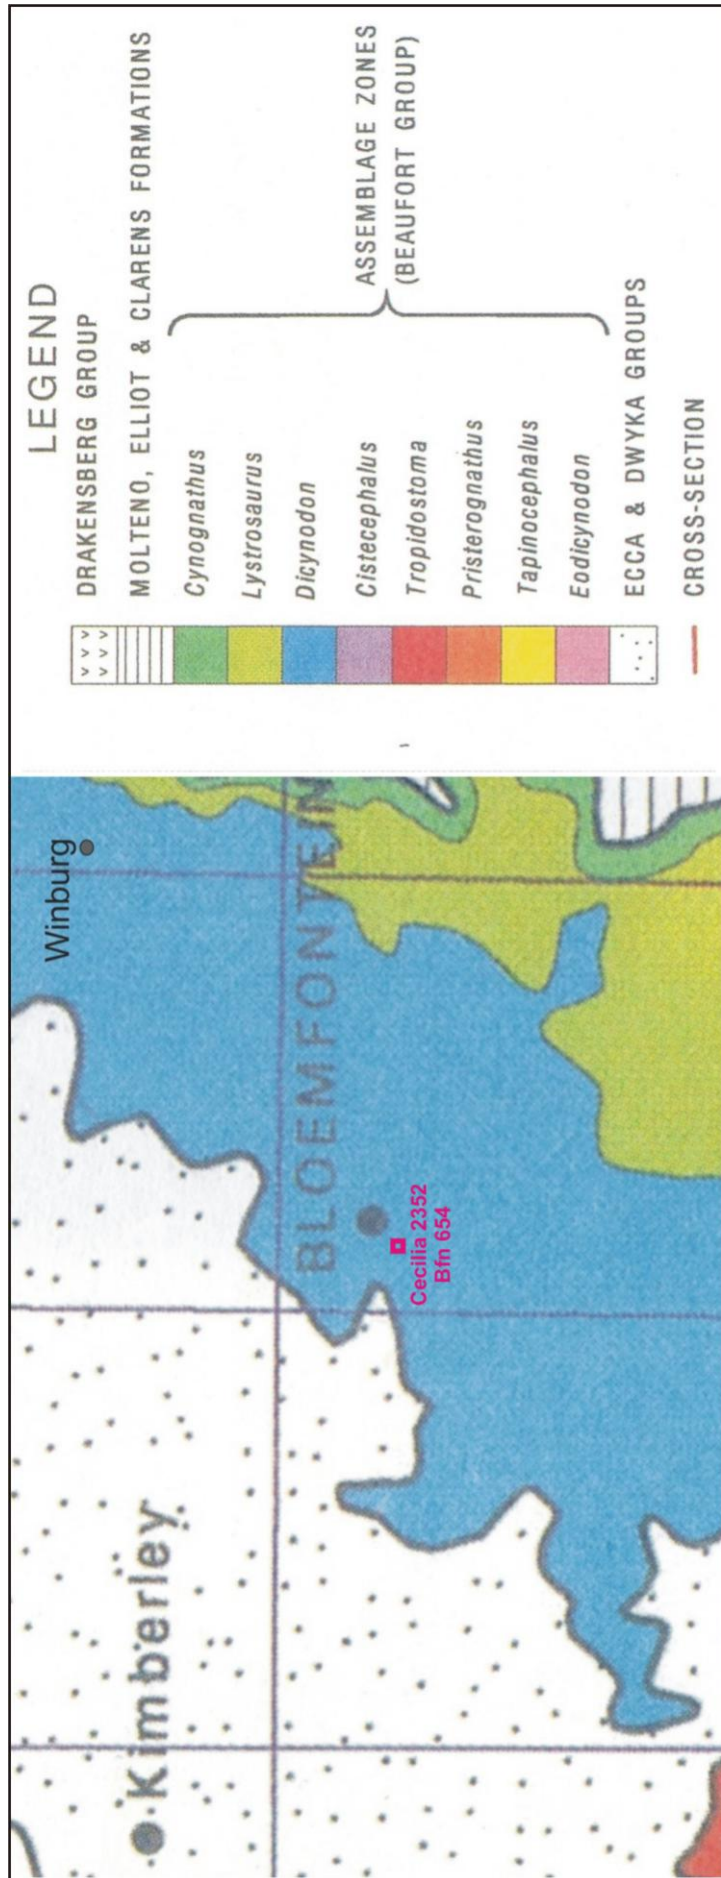 LEGEND
DRAKENSBERG GROUP
MOLTENO, ELLIOT & CLARENS FORMATIONS
Cynognathus
Lystrosaurus
Dicynodon
Cistecephalus
Tropidostoma
Pristerognathus
Tapinocephalus
Eodicynodon
ASSEMBLAGE ZONES
(BEAUFORT GROUP)
ECCA & DWYKA GROUPS
CROSS-SECTION
Winburg
BLOEMFONTEIN
Cecilia 2352
Bfn 654
Kimberley